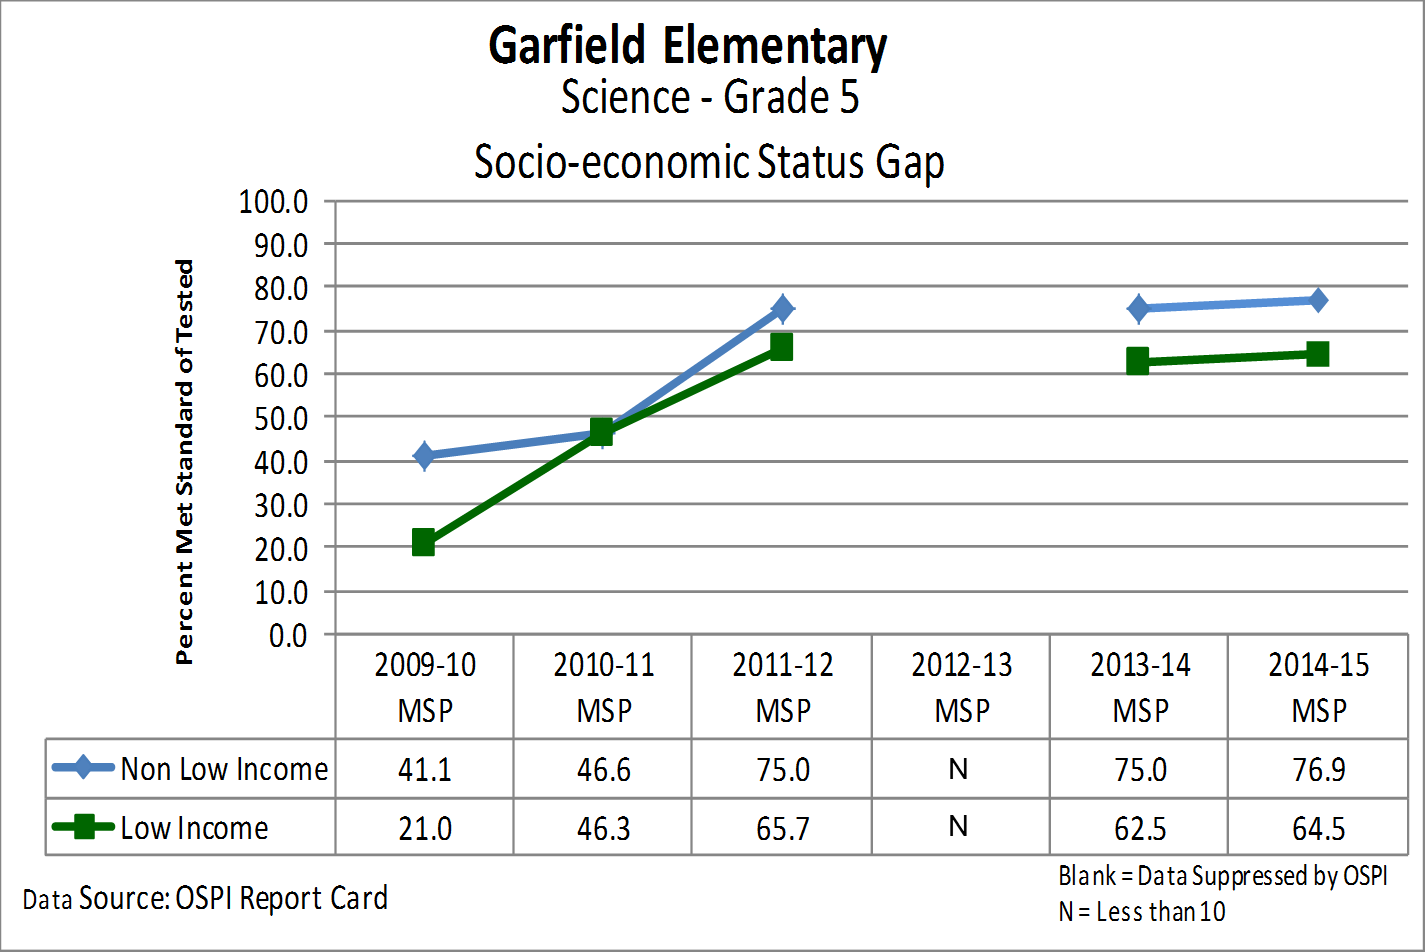 Garfield Elementary
Science - Grade 5
Socio-economic Status Gap
Percent Met Standard of Tested
100.0
90.0
80.0
70.0
60.0
50.0
40.0
30.0
20.0
10.0
0.0
2009-10 2010-11 2011-12 2012-13 2013-14 2014-15
MSP MSP MSP MSP MSP MSP
Non Low Income 41.1 46.6 75.0 N 75.0 76.9
Low Income 21.0 46.3 65.7 N 62.5 64.5
Data Source: OSPI Report Card
Blank = Data Suppressed by OSPI
N = Less than 10